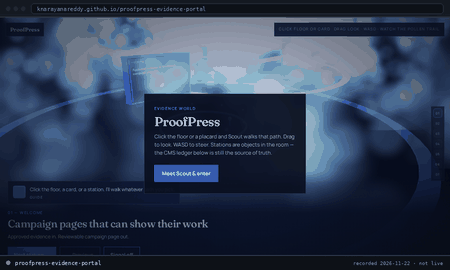 knarayanareddy.github.io/proofpress-evidence-portal
ProofPress
EVIDENCE WORLD
ProofPress
Click the floor or a placard and Scout walks that path. Drag
to look. WASD to steer. Stations are objects in the room —
the CMS ledger below is still the source of truth.
Meet Scout & enter
Click the floor, a card, or a station. I'll walk whatever
WELCOME
Campaign pages that can show their work
proofpress-evidence-portal
recorded 2026-11-22 · not live